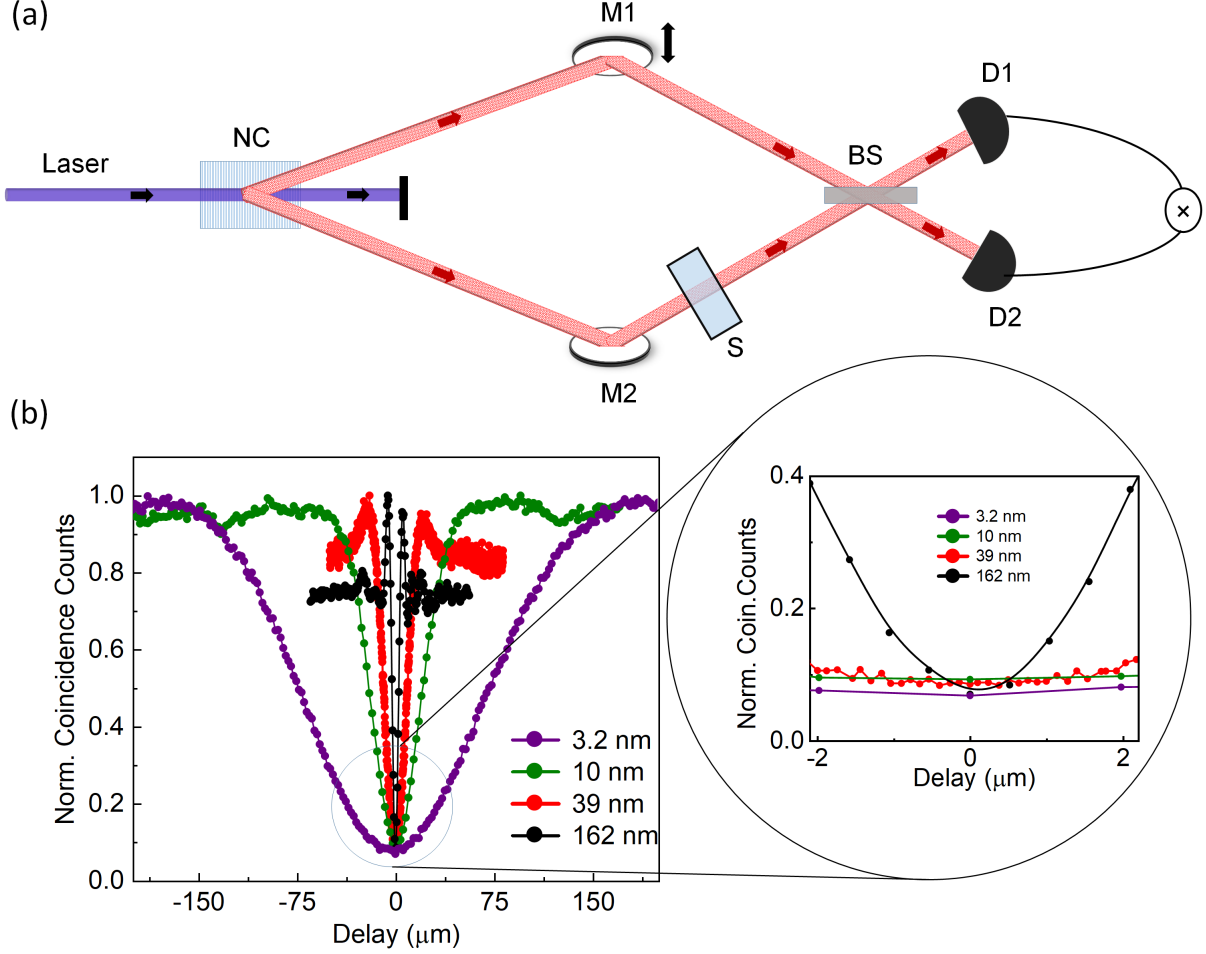 (a)
M1
D1
NC
BS
Laser
×
S
D2
M2
(b)
1.0
0.8
0.6
0.4
0.2
0.0
Norm. Coincidence Counts
3.2 nm
10 nm
39 nm
162 nm
-150 -75 0 75 150
Delay (μm)
0.4
0.2
0.0
Norm. Coin.Counts
3.2 nm
10 nm
39 nm
162 nm
-2 0 2
Delay (μm)